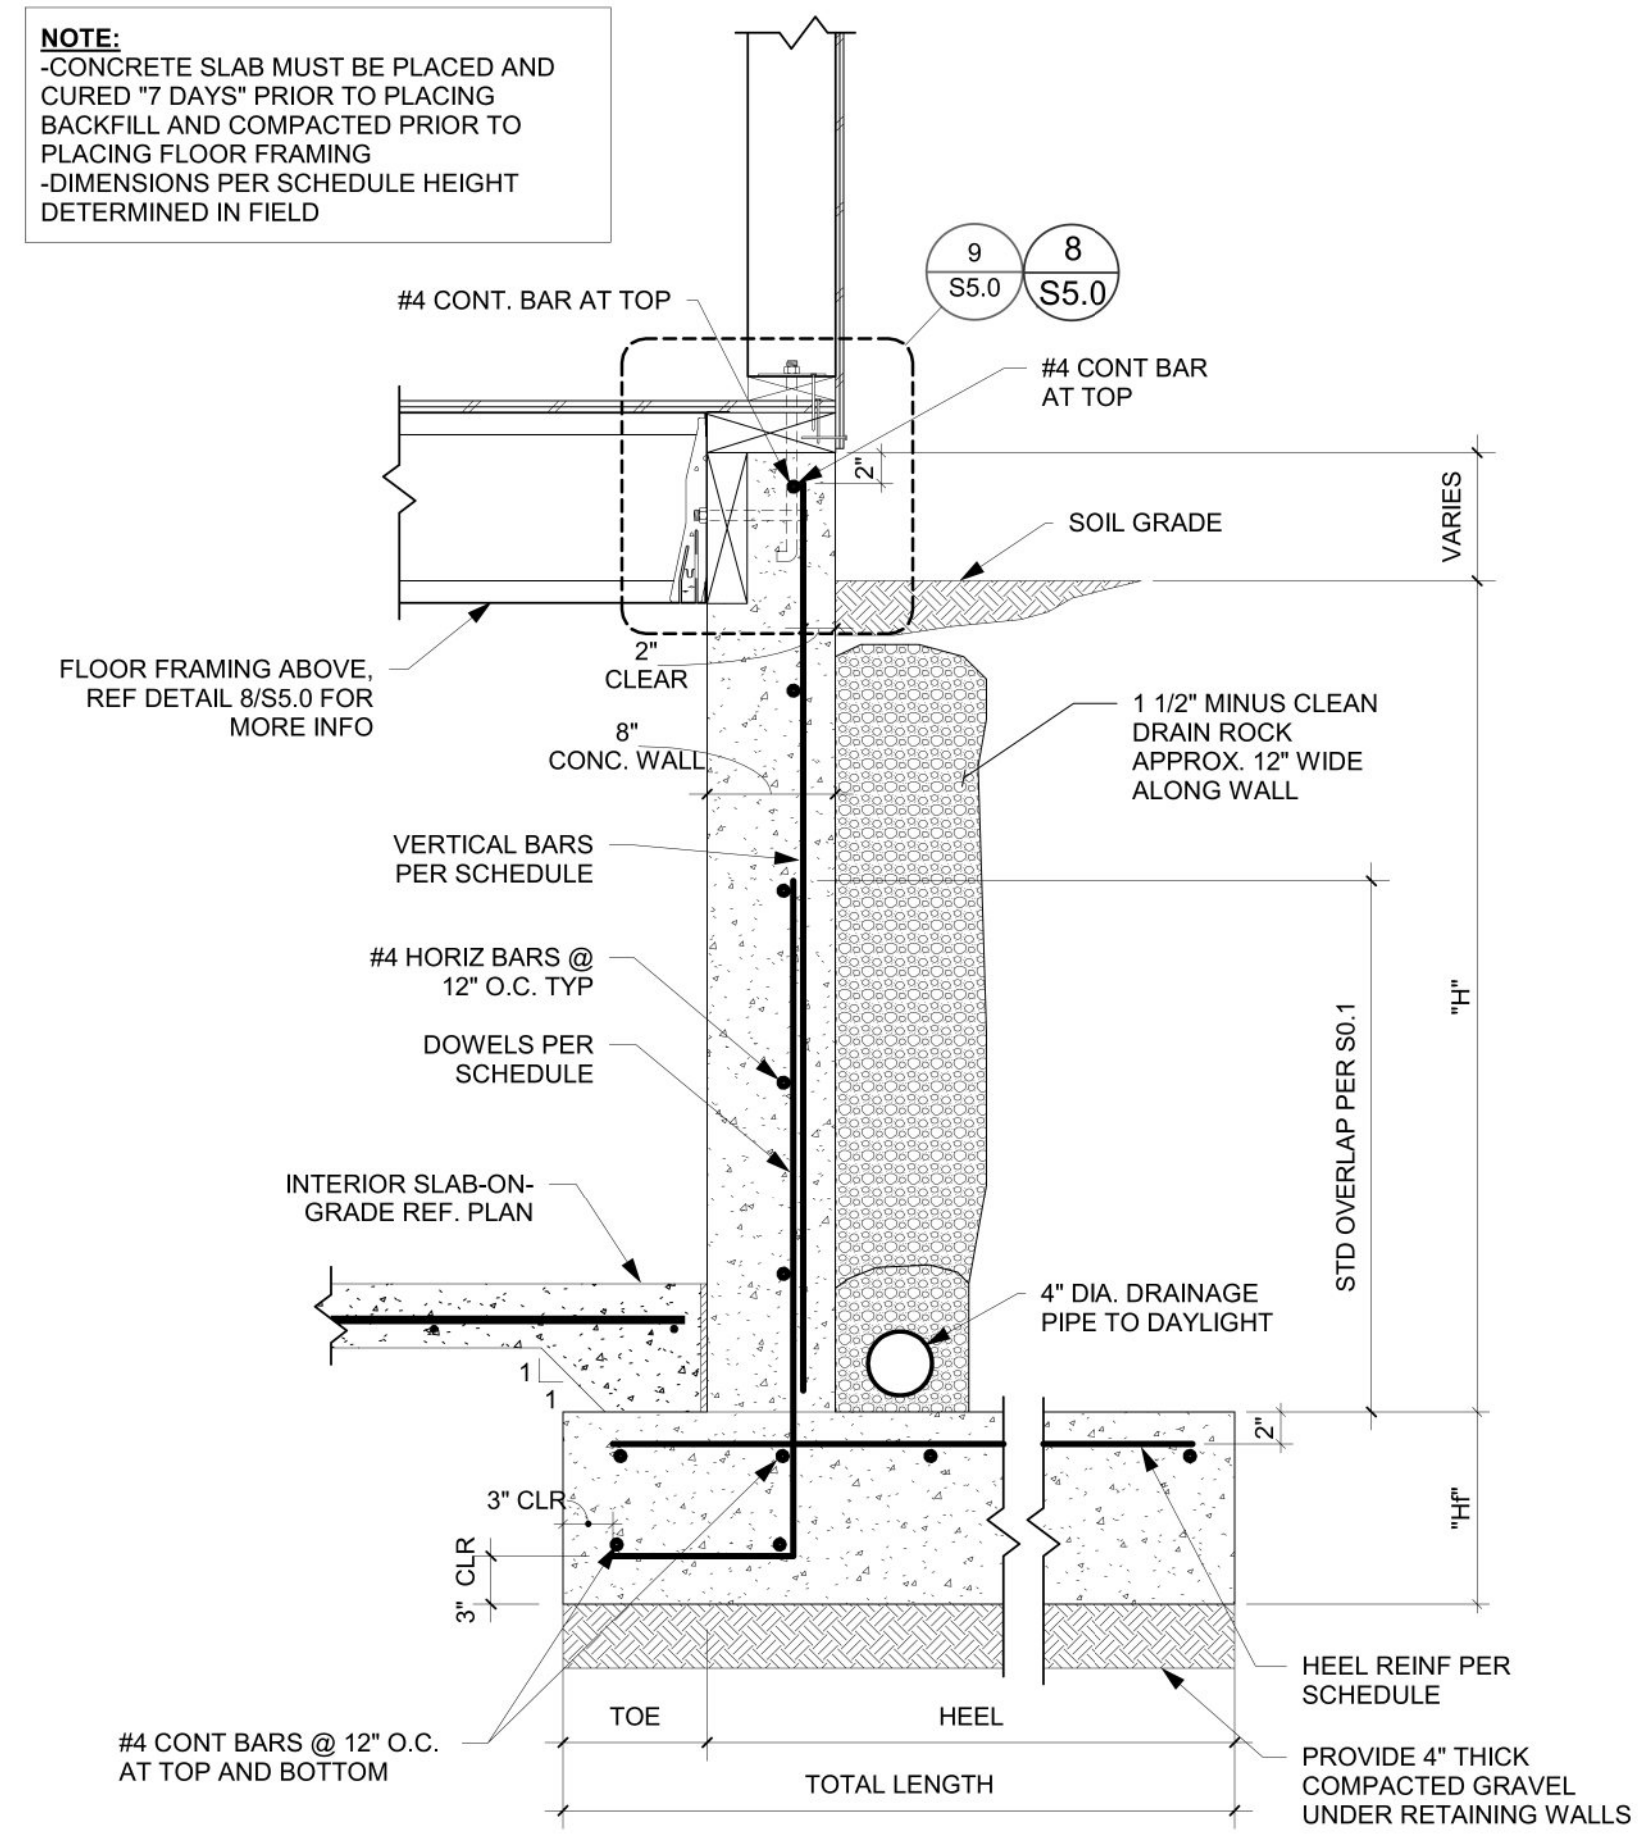 NOTE:
-CONCRETE SLAB MUST BE PLACED AND
CURED "7 DAYS" PRIOR TO PLACING
BACKFILL AND COMPACTED PRIOR TO
PLACING FLOOR FRAMING
-DIMENSIONS PER SCHEDULE HEIGHT
DETERMINED IN FIELD
9
S5.0
8
S5.0
#4 CONT. BAR AT TOP
#4 CONT BAR
AT TOP
2"
VARIES
SOIL GRADE
FLOOR FRAMING ABOVE,
REF DETAIL 8/S5.0 FOR
MORE INFO
2"
CLEAR
8"
CONC. WALL
1 1/2" MINUS CLEAN
DRAIN ROCK
APPROX. 12" WIDE
ALONG WALL
VERTICAL BARS
PER SCHEDULE
#4 HORIZ BARS @
12" O.C. TYP
"H"
DOWELS PER
SCHEDULE
STD OVERLAP PER S0.1
INTERIOR SLAB-ON-
GRADE REF. PLAN
4" DIA. DRAINAGE
PIPE TO DAYLIGHT
1
1
2"
3" CLR
"Hf"
3" CLR
HEEL REINF PER
SCHEDULE
TOE
HEEL
#4 CONT BARS @ 12" O.C.
AT TOP AND BOTTOM
TOTAL LENGTH
PROVIDE 4" THICK
COMPACTED GRAVEL
UNDER RETAINING WALLS